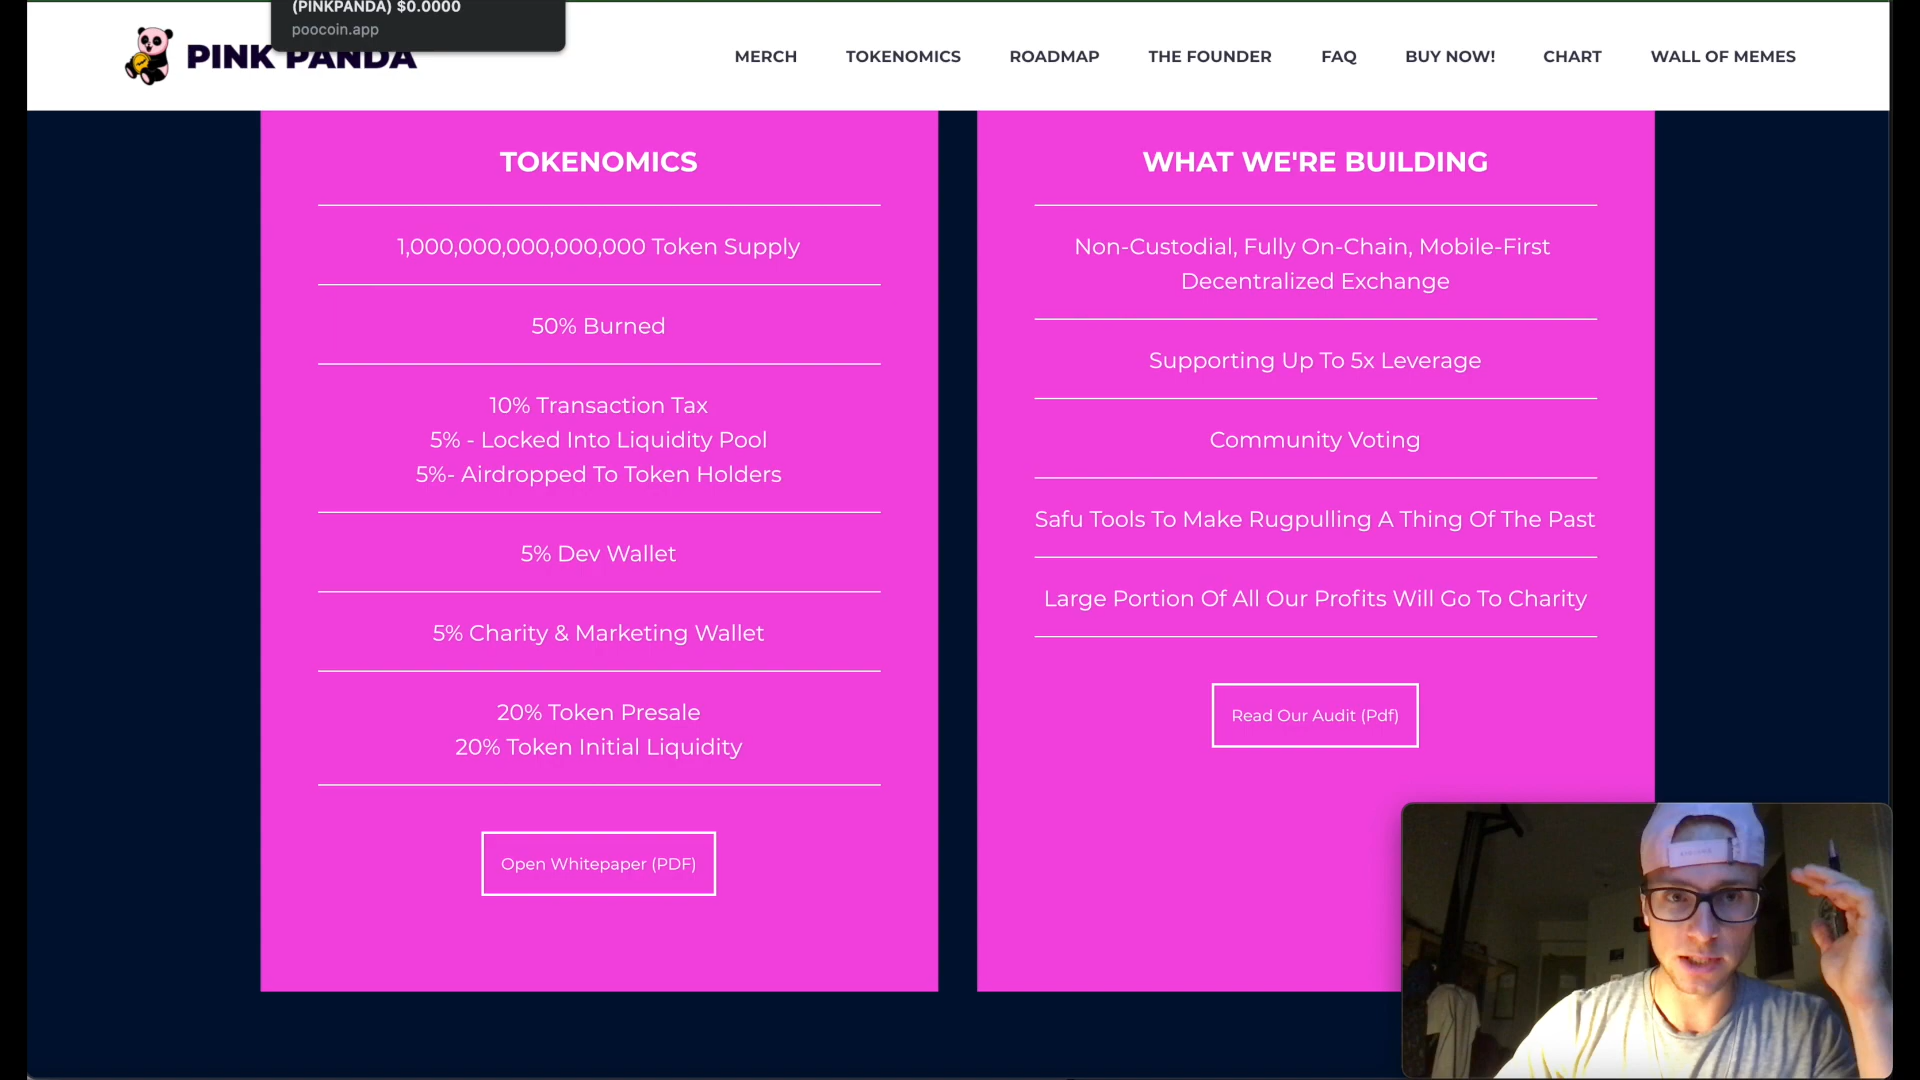 (PINKPANDA) $0.0000
poocoin.app
PINK PANDA
MERCH
TOKENOMICS
ROADMAP
THE FOUNDER
FAQ
BUY NOW!
CHART
WALL OF MEMES
TOKENOMICS
1,000,000,000,000,000 Token Supply
50% Burned
10% Transaction Tax
5% - Locked Into Liquidity Pool
5%- Airdropped To Token Holders
5% Dev Wallet
5% Charity & Marketing Wallet
20% Token Presale
20% Token Initial Liquidity
Open Whitepaper (PDF)
WHAT WE'RE BUILDING
Non-Custodial, Fully On-Chain, Mobile-First
Decentralized Exchange
Supporting Up To 5x Leverage
Community Voting
Safu Tools To Make Rugpulling A Thing Of The Past
Large Portion Of All Our Profits Will Go To Charity
Read Our Audit (Pdf)